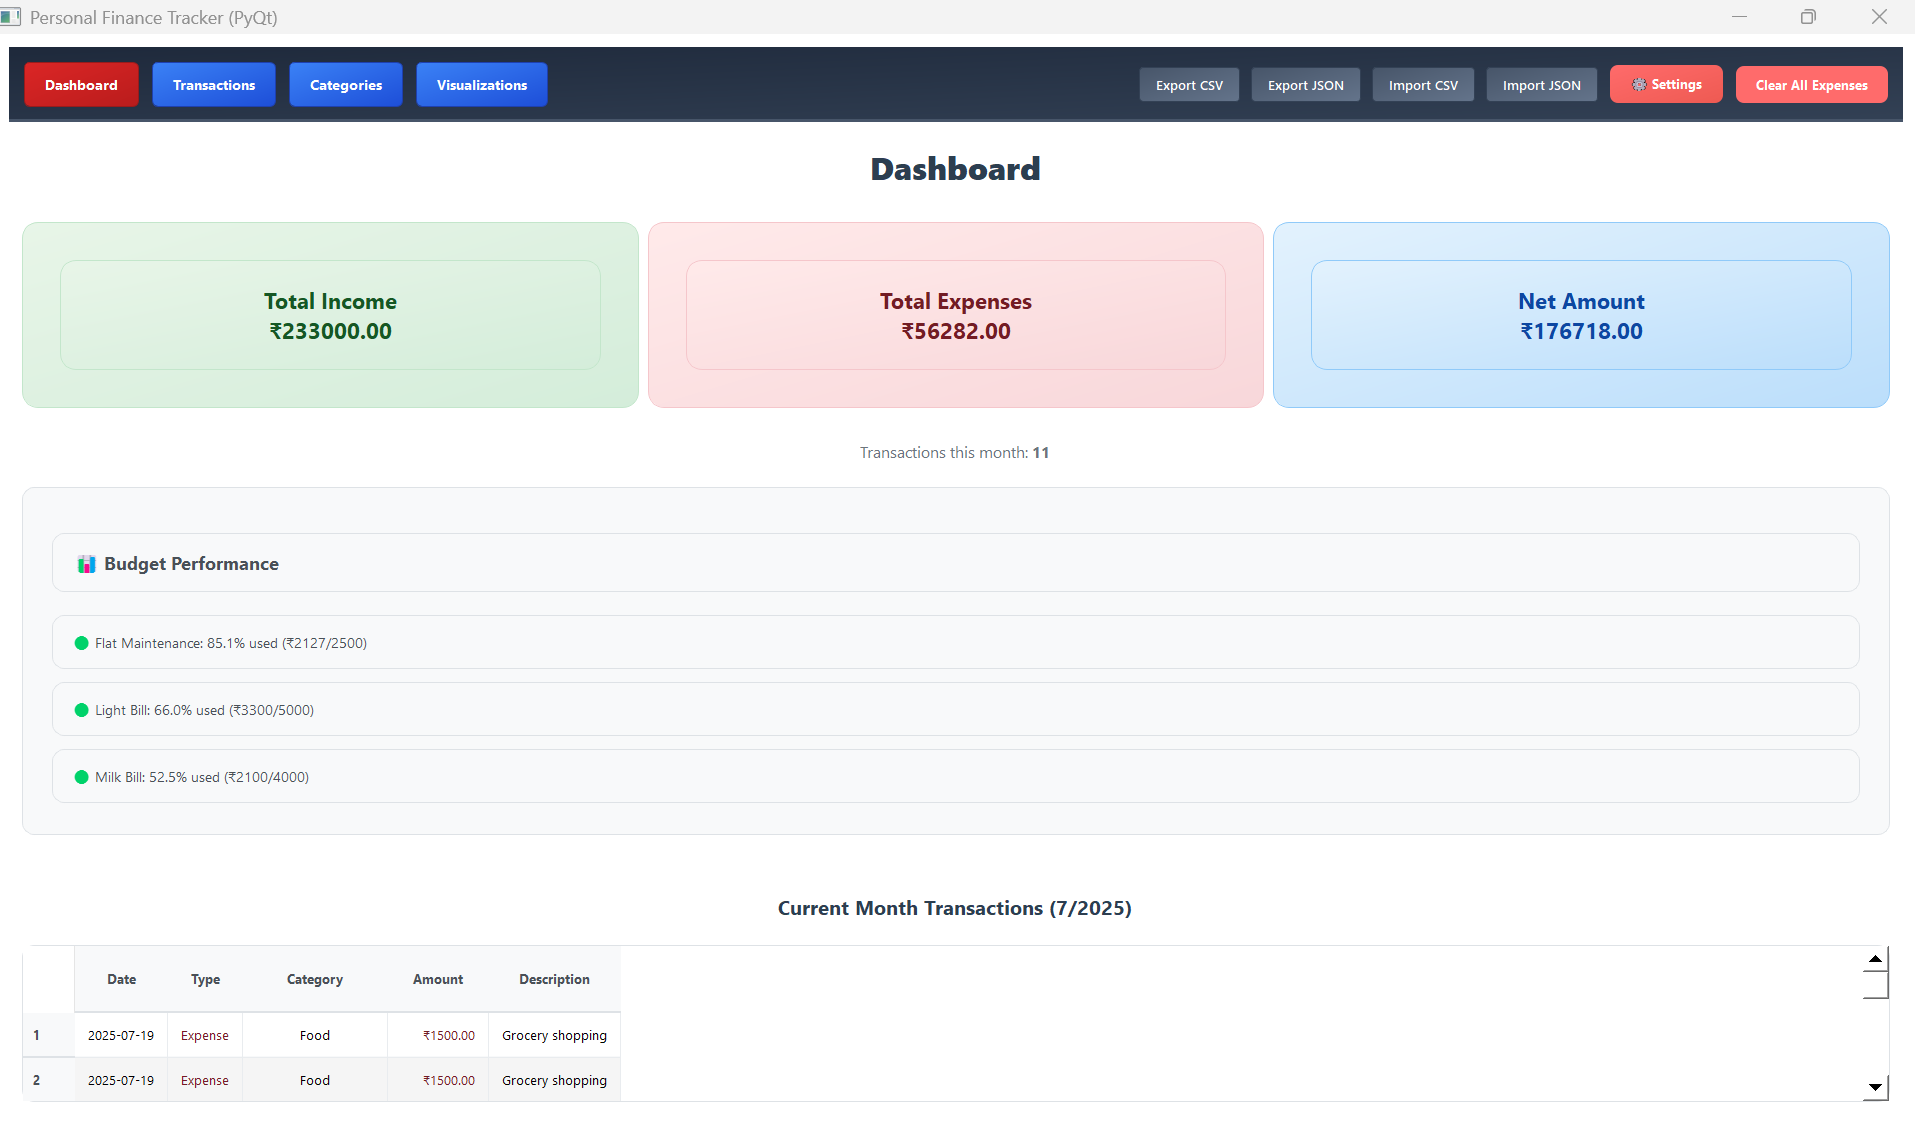 Personal Finance Tracker (PyQt)
Dashboard Transactions Categories Visualizations Export CSV Export JSON Import CSV Import JSON Settings Clear All Expenses
Dashboard
Total Income
₹233000.00
Total Expenses
₹56282.00
Net Amount
₹176718.00
Transactions this month: 11
Budget Performance
Flat Maintenance: 85.1% used (₹2127/2500)
Light Bill: 66.0% used (₹3300/5000)
Milk Bill: 52.5% used (₹2100/4000)
Current Month Transactions (7/2025)
Date Type Category Amount Description
1 2025-07-19 Expense Food ₹1500.00 Grocery shopping
2 2025-07-19 Expense Food ₹1500.00 Grocery shopping